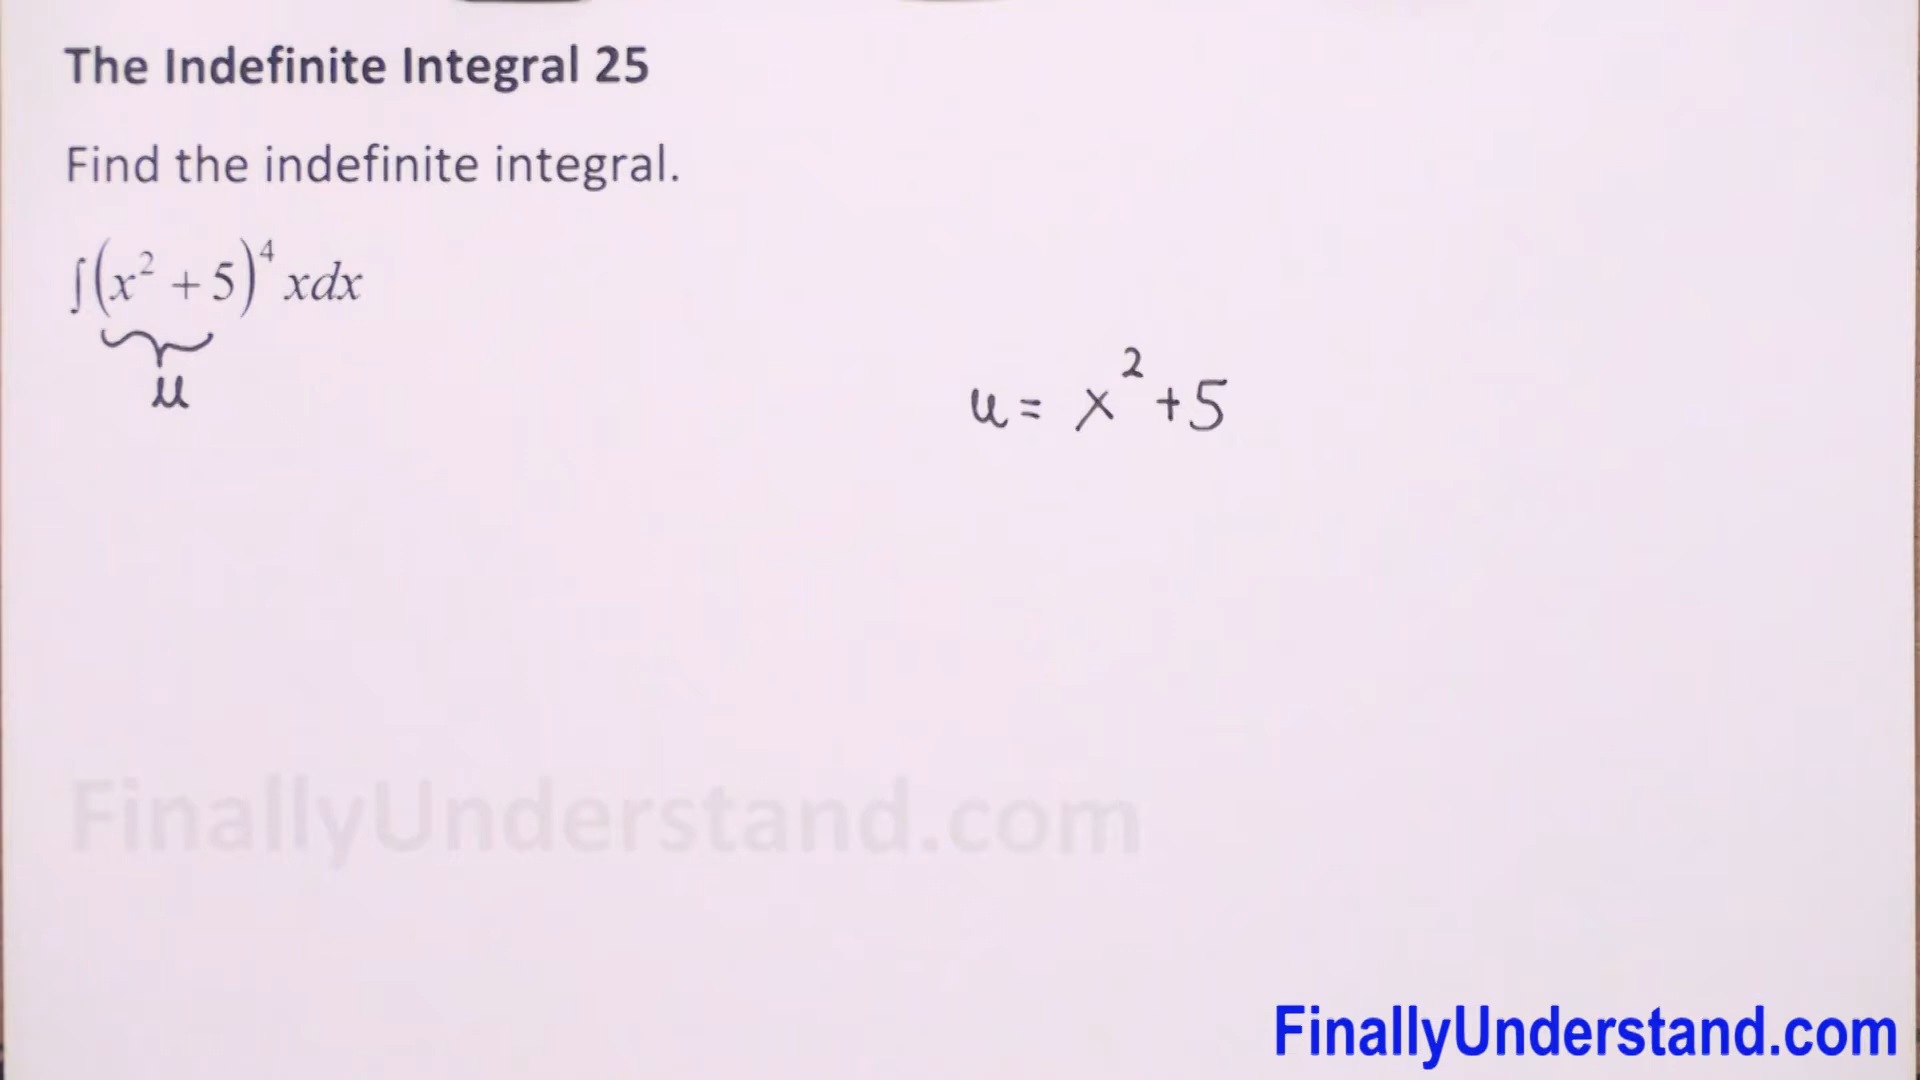 The Indefinite Integral 25
Find the indefinite integral.
∫(x² + 5)⁴ xdx
u
u = x² + 5
FinallyUnderstand.com
FinallyUnderstand.com